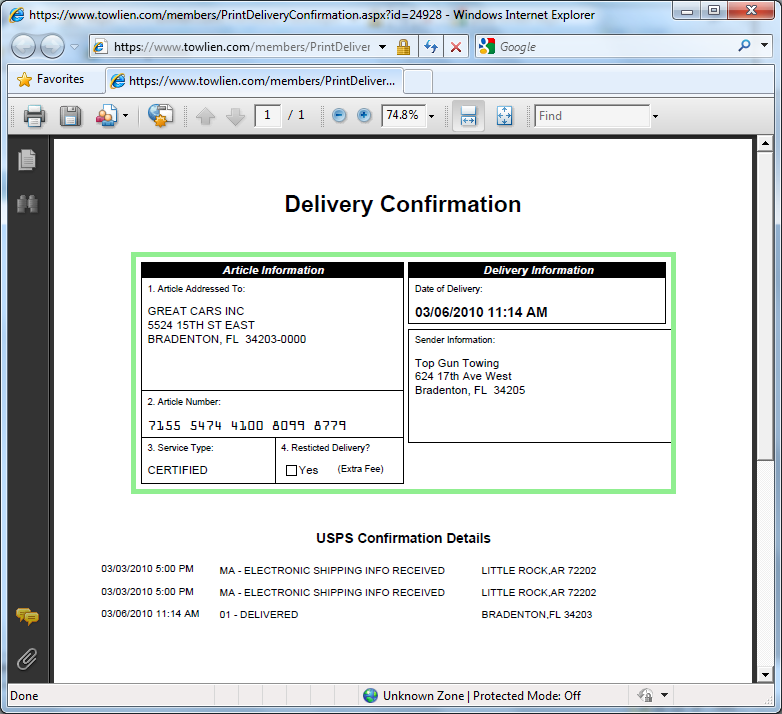 https://www.towlien.com/members/PrintDeliveryConfirmation.aspx?id=24928 - Windows Internet Explorer
https://www.towlien.com/members/PrintDeliver
Google
Favorites
https://www.towlien.com/members/PrintDeliver...
1 / 1
74.8%
Find
Delivery Confirmation
Article Information
1. Article Addressed To:
GREAT CARS INC
5524 15TH ST EAST
BRADENTON, FL 34203-0000
2. Article Number:
7155 5474 4100 8099 8779
3. Service Type:
CERTIFIED
4. Resticted Delivery?
Yes (Extra Fee)
Delivery Information
Date of Delivery:
03/06/2010 11:14 AM
Sender Information:
Top Gun Towing
624 17th Ave West
Bradenton, FL 34205
USPS Confirmation Details
03/03/2010 5:00 PM MA - ELECTRONIC SHIPPING INFO RECEIVED LITTLE ROCK,AR 72202
03/03/2010 5:00 PM MA - ELECTRONIC SHIPPING INFO RECEIVED LITTLE ROCK,AR 72202
03/06/2010 11:14 AM 01 - DELIVERED BRADENTON,FL 34203
Done
Unknown Zone | Protected Mode: Off